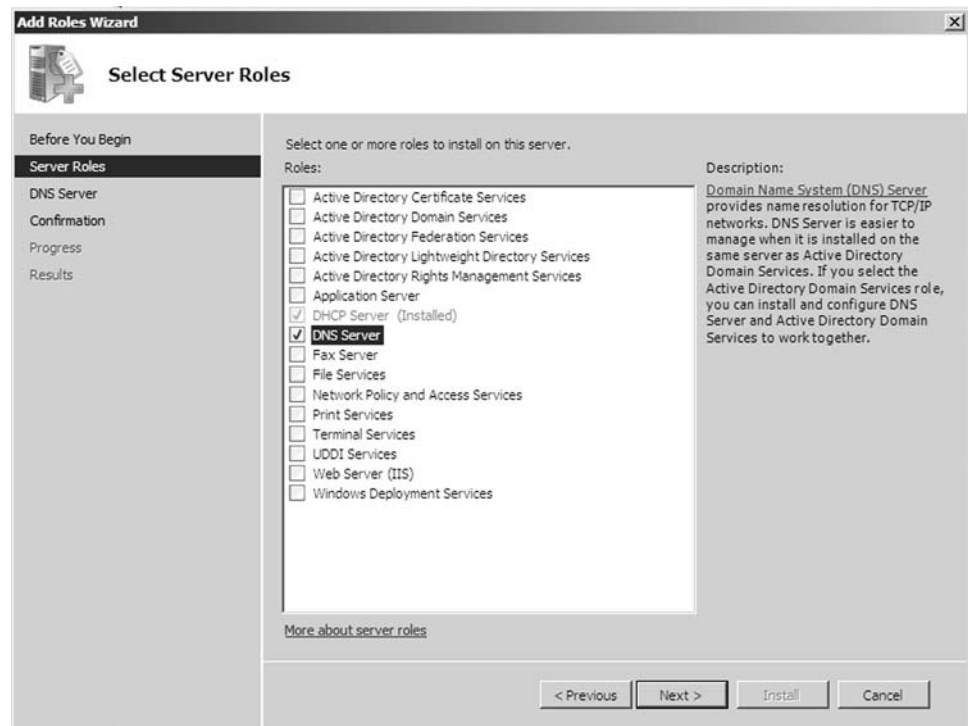 Add Roles Wizard
Select Server Roles
Before You Begin
Server Roles
DNS Server
Confirmation
Progress
Results
Select one or more roles to install on this server.
Roles:
Active Directory Certificate Services
Active Directory Domain Services
Active Directory Federation Services
Active Directory Lightweight Directory Services
Active Directory Rights Management Services
Application Server
DHCP Server (Installed)
DNS Server
Fax Server
File Services
Network Policy and Access Services
Print Services
Terminal Services
UDDI Services
Web Server (IIS)
Windows Deployment Services
More about server roles
Description:
Domain Name System (DNS) Server
provides name resolution for TCP/IP
networks. DNS Server is easier to
manage when it is installed on the
same server as Active Directory
Domain Services. If you select the
Active Directory Domain Services role,
you can install and configure DNS
Server and Active Directory Domain
Services to work together.
< Previous
Next >
Install
Cancel